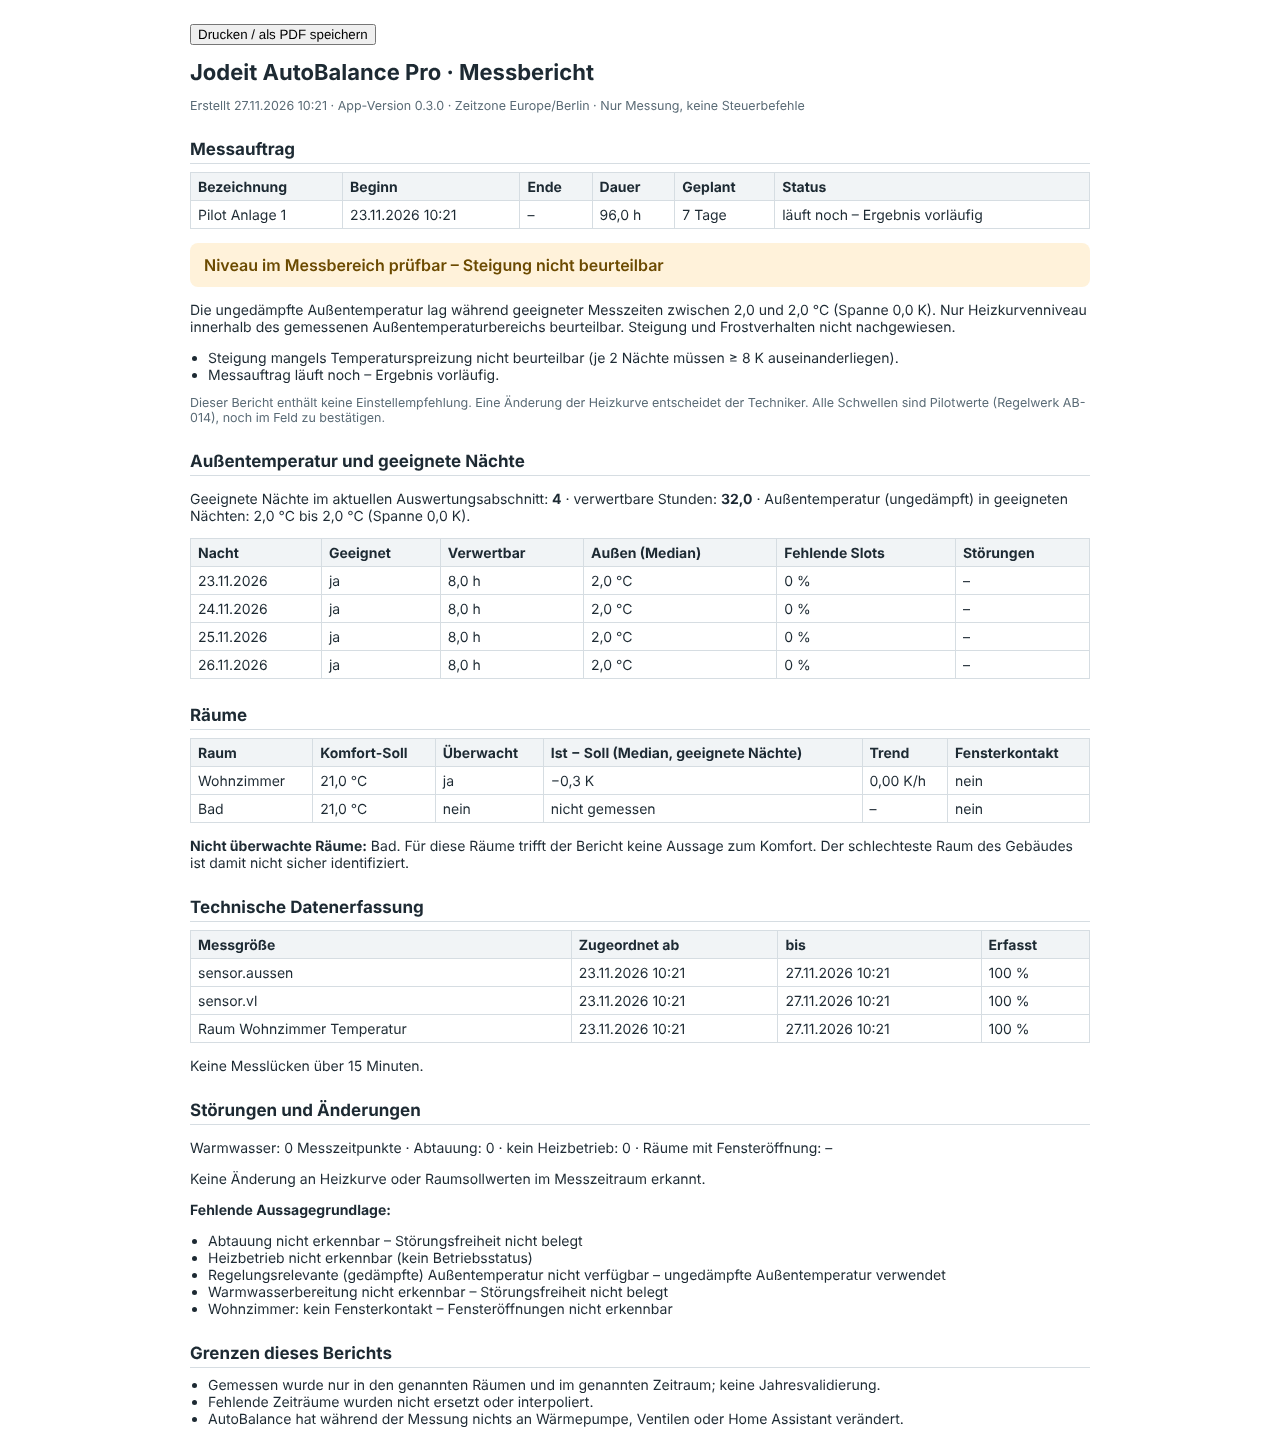 Drucken / als PDF speichern
Jodeit AutoBalance Pro · Messbericht
Erstellt 27.11.2026 10:21 · App-Version 0.3.0 · Zeitzone Europe/Berlin · Nur Messung, keine Steuerbefehle
Messauftrag
Bezeichnung Beginn Ende Dauer Geplant Status
Pilot Anlage 1 23.11.2026 10:21 – 96,0 h 7 Tage läuft noch – Ergebnis vorläufig
Niveau im Messbereich prüfbar – Steigung nicht beurteilbar
Die ungedämpfte Außentemperatur lag während geeigneter Messzeiten zwischen 2,0 und 2,0 °C (Spanne 0,0 K). Nur Heizkurvenniveau
innerhalb des gemessenen Außentemperaturbereichs beurteilbar. Steigung und Frostverhalten nicht nachgewiesen.
• Steigung mangels Temperaturspreizung nicht beurteilbar (je 2 Nächte müssen ≥ 8 K auseinanderliegen).
• Messauftrag läuft noch – Ergebnis vorläufig.
Dieser Bericht enthält keine Einstellempfehlung. Eine Änderung der Heizkurve entscheidet der Techniker. Alle Schwellen sind Pilotwerte (Regelwerk AB-
014), noch im Feld zu bestätigen.
Außentemperatur und geeignete Nächte
Geeignete Nächte im aktuellen Auswertungsabschnitt: 4 · verwertbare Stunden: 32,0 · Außentemperatur (ungedämpft) in geeigneten
Nächten: 2,0 °C bis 2,0 °C (Spanne 0,0 K).
Nacht Geeignet Verwertbar Außen (Median) Fehlende Slots Störungen
23.11.2026 ja 8,0 h 2,0 °C 0 % –
24.11.2026 ja 8,0 h 2,0 °C 0 % –
25.11.2026 ja 8,0 h 2,0 °C 0 % –
26.11.2026 ja 8,0 h 2,0 °C 0 % –
Räume
Raum Komfort-Soll Überwacht Ist − Soll (Median, geeignete Nächte) Trend Fensterkontakt
Wohnzimmer 21,0 °C ja −0,3 K 0,00 K/h nein
Bad 21,0 °C nein nicht gemessen – nein
Nicht überwachte Räume: Bad. Für diese Räume trifft der Bericht keine Aussage zum Komfort. Der schlechteste Raum des Gebäudes
ist damit nicht sicher identifiziert.
Technische Datenerfassung
Messgröße Zugeordnet ab bis Erfasst
sensor.aussen 23.11.2026 10:21 27.11.2026 10:21 100 %
sensor.vl 23.11.2026 10:21 27.11.2026 10:21 100 %
Raum Wohnzimmer Temperatur 23.11.2026 10:21 27.11.2026 10:21 100 %
Keine Messlücken über 15 Minuten.
Störungen und Änderungen
Warmwasser: 0 Messzeitpunkte · Abtauung: 0 · kein Heizbetrieb: 0 · Räume mit Fensteröffnung: –
Keine Änderung an Heizkurve oder Raumsollwerten im Messzeitraum erkannt.
Fehlende Aussagegrundlage:
• Abtauung nicht erkennbar – Störungsfreiheit nicht belegt
• Heizbetrieb nicht erkennbar (kein Betriebsstatus)
• Regelungsrelevante (gedämpfte) Außentemperatur nicht verfügbar – ungedämpfte Außentemperatur verwendet
• Warmwasserbereitung nicht erkennbar – Störungsfreiheit nicht belegt
• Wohnzimmer: kein Fensterkontakt – Fensteröffnungen nicht erkennbar
Grenzen dieses Berichts
• Gemessen wurde nur in den genannten Räumen und im genannten Zeitraum; keine Jahresvalidierung.
• Fehlende Zeiträume wurden nicht ersetzt oder interpoliert.
• AutoBalance hat während der Messung nichts an Wärmepumpe, Ventilen oder Home Assistant verändert.